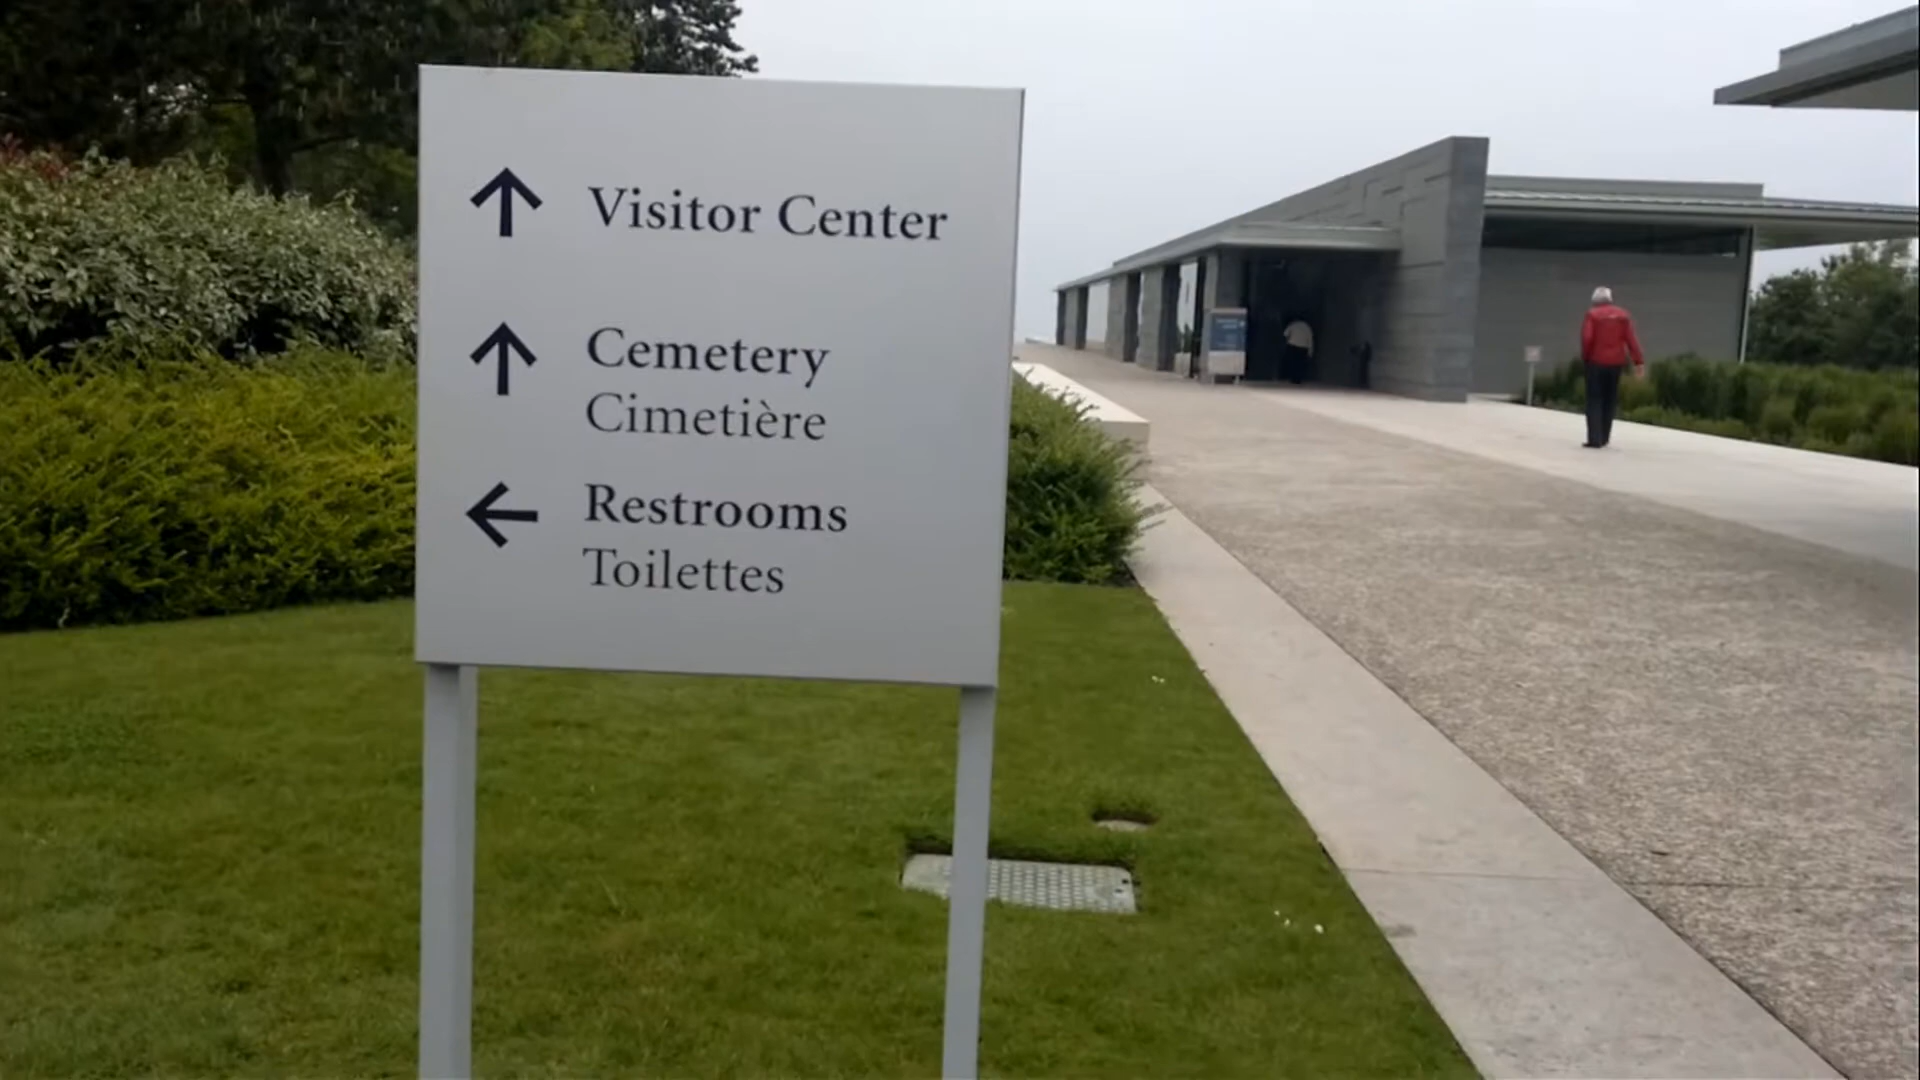 Visitor Center
Cemetery
Cimetière
Restrooms
Toilettes